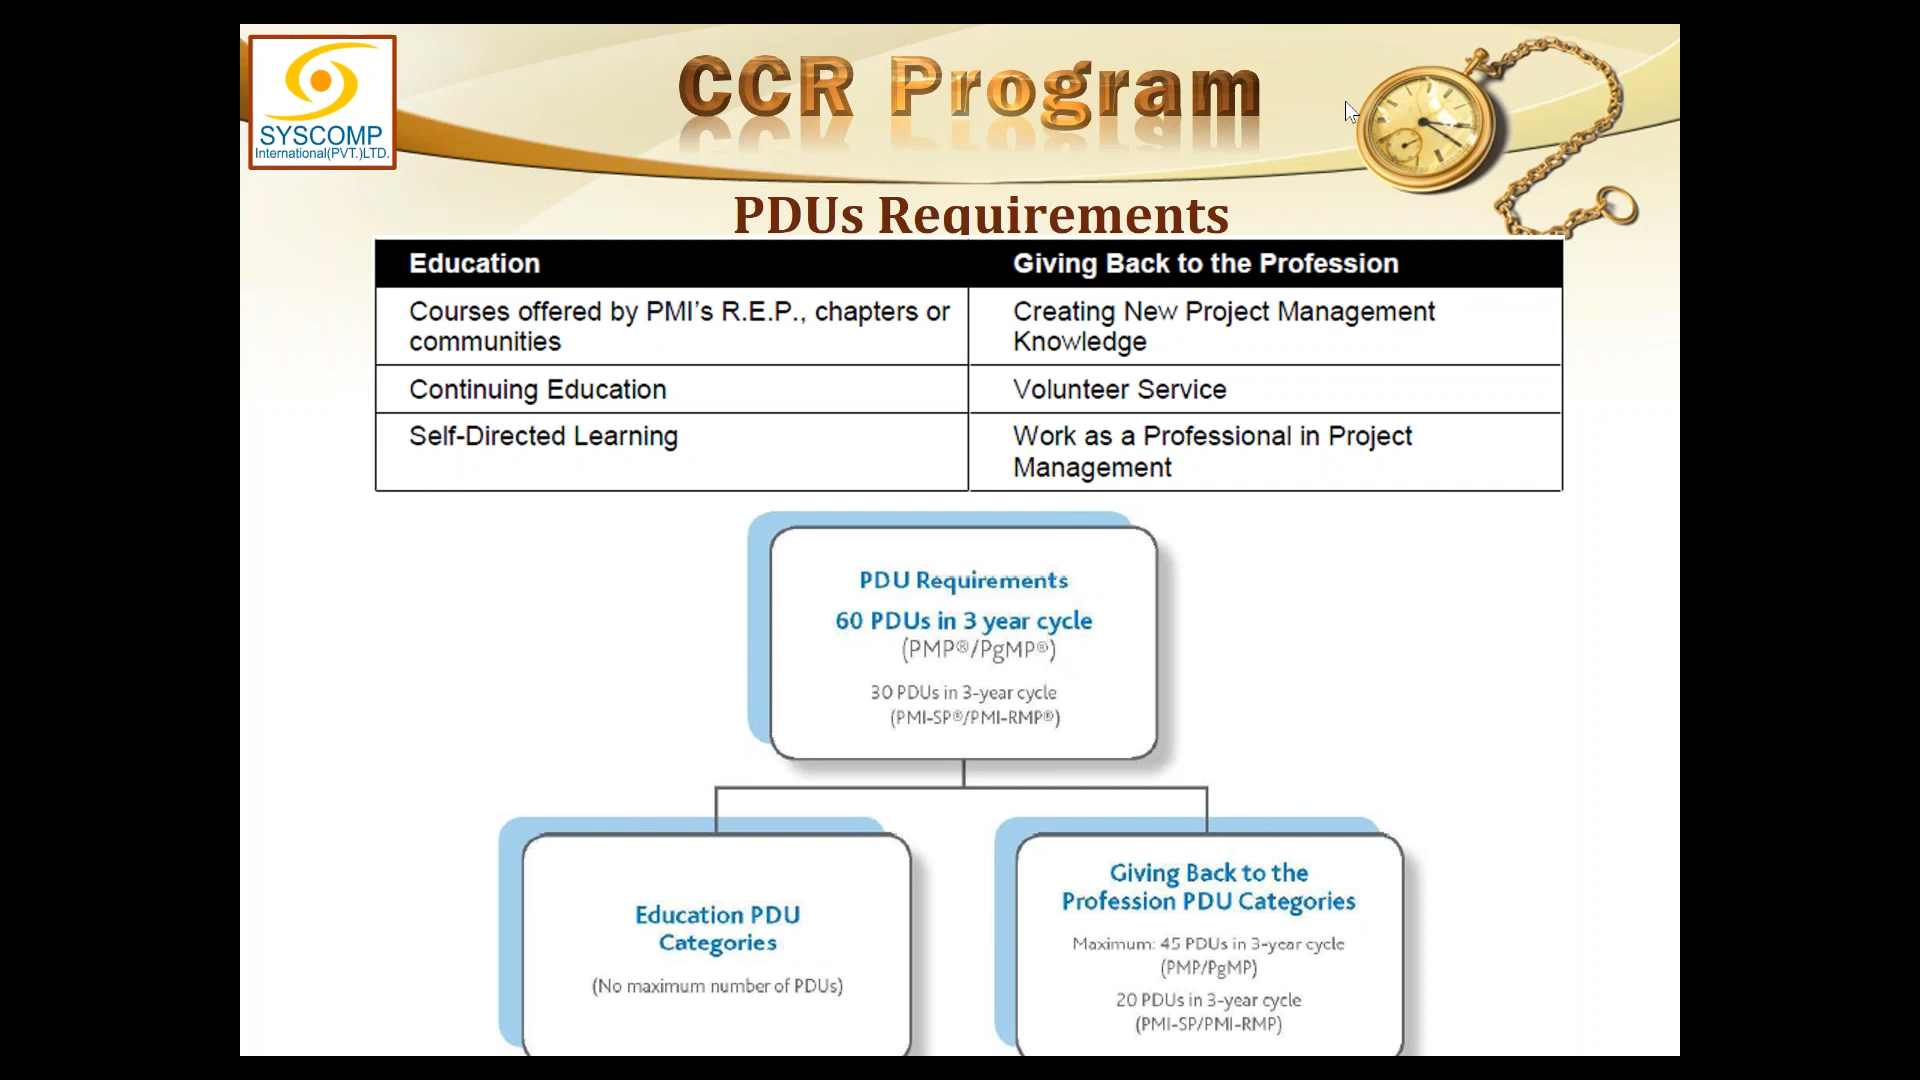 SYSCOMP
International(PVT.)LTD.
CCR Program
PDUs Requirements
Education
Giving Back to the Profession
Courses offered by PMI's R.E.P., chapters or
communities
Creating New Project Management
Knowledge
Continuing Education
Volunteer Service
Self-Directed Learning
Work as a Professional in Project
Management
PDU Requirements
60 PDUs in 3 year cycle
(PMP®/PgMP®)
30 PDUs in 3-year cycle
(PMI-SP®/PMI-RMP®)
Education PDU
Categories
(No maximum number of PDUs)
Giving Back to the
Profession PDU Categories
Maximum: 45 PDUs in 3-year cycle
(PMP/PgMP)
20 PDUs in 3-year cycle
(PMI-SP/PMI-RMP)